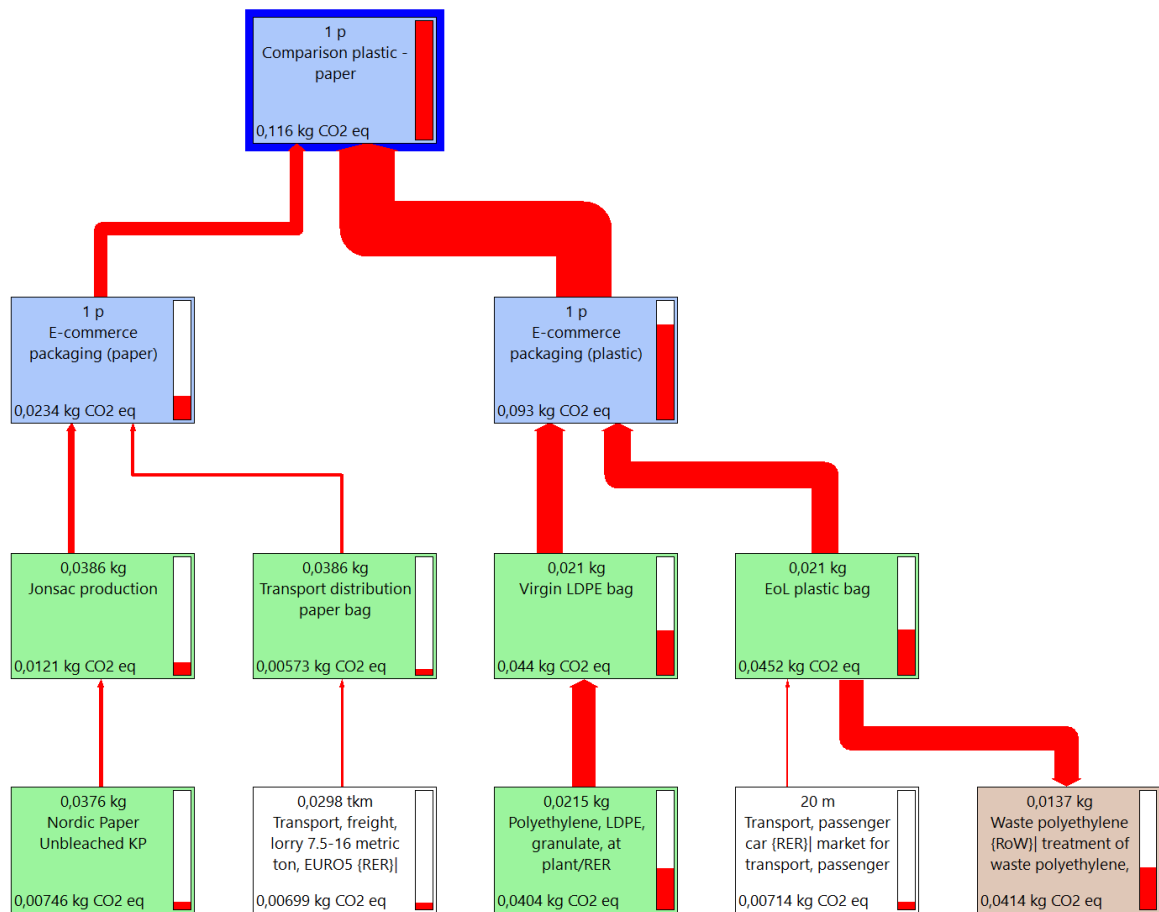 1 p
Comparison plastic -
paper
0,116 kg CO2 eq
1 p
E-commerce
packaging (paper)
0,0234 kg CO2 eq
1 p
E-commerce
packaging (plastic)
0,093 kg CO2 eq
0,0386 kg
Jonsac production
0,0121 kg CO2 eq
0,0386 kg
Transport distribution
paper bag
0,00573 kg CO2 eq
0,021 kg
Virgin LDPE bag
0,044 kg CO2 eq
0,021 kg
EoL plastic bag
0,0452 kg CO2 eq
0,0376 kg
Nordic Paper
Unbleached KP
0,00746 kg CO2 eq
0,0298 tkm
Transport, freight,
lorry 7.5-16 metric
ton, EURO5 {RER}|
0,00699 kg CO2 eq
0,0215 kg
Polyethylene, LDPE,
granulate, at
plant/RER
0,0404 kg CO2 eq
20 m
Transport, passenger
car {RER}| market for
transport, passenger
0,00714 kg CO2 eq
0,0137 kg
Waste polyethylene
{RoW}| treatment of
waste polyethylene,
0,0414 kg CO2 eq